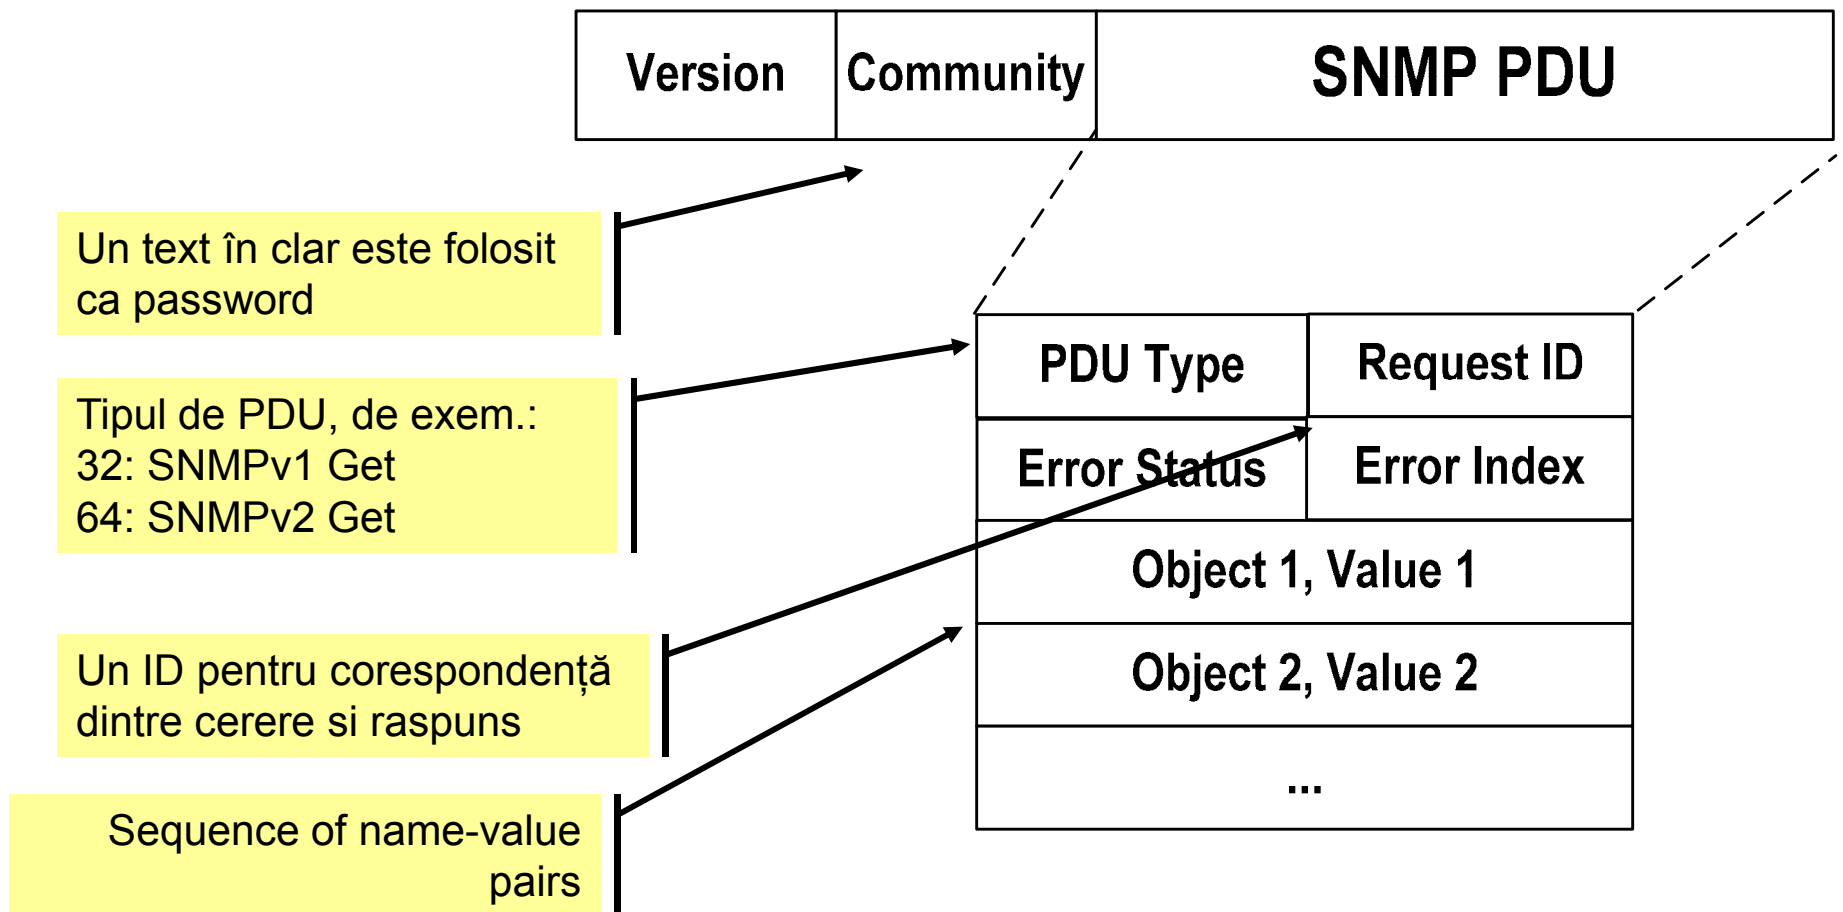 Version Community SNMP PDU
Un text în clar este folosit
ca password
PDU Type Request ID
Tipul de PDU, de exem.:
32: SNMPv1 Get
64: SNMPv2 Get
Error Status Error Index
Object 1, Value 1
Un ID pentru corespondență
dintre cerere si raspuns
Object 2, Value 2
...
Sequence of name-value
pairs